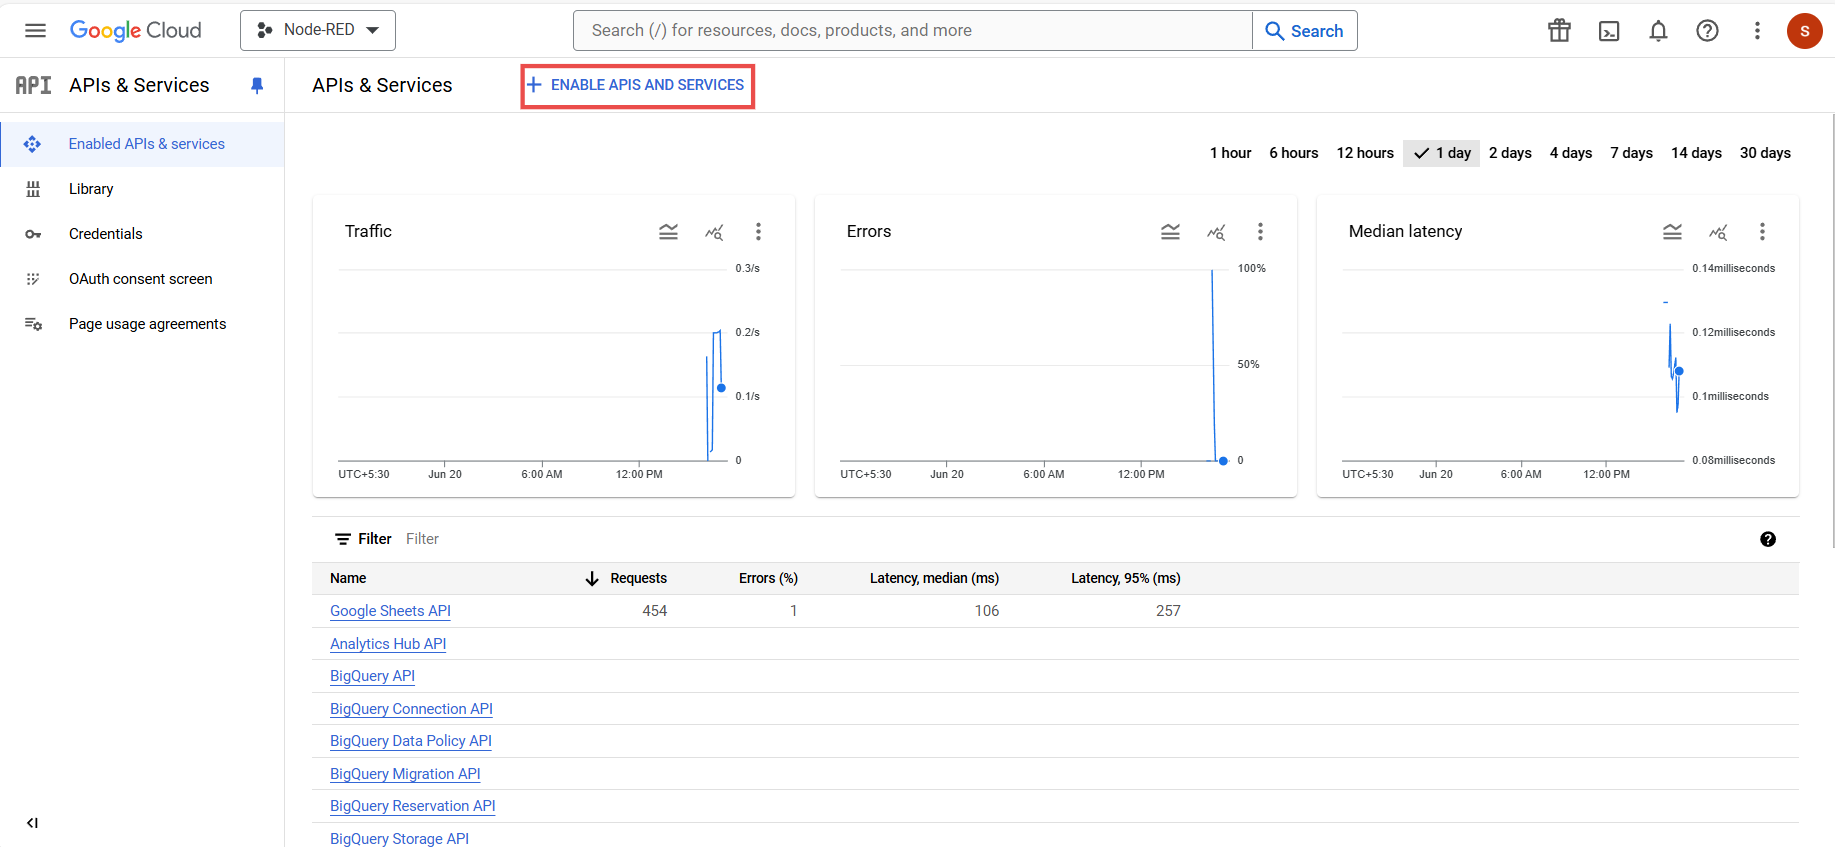 Google Cloud
Node-RED
Search (/) for resources, docs, products, and more
Search
S
API
APIs & Services
APIs & Services
ENABLE APIS AND SERVICES
Enabled APIs & services
Library
Credentials
OAuth consent screen
Page usage agreements
1 hour 6 hours 12 hours 1 day 2 days 4 days 7 days 14 days 30 days
Traffic
0.3/s
0.2/s
0.1/s
0
UTC+5:30 Jun 20 6:00 AM 12:00 PM
Errors
100%
50%
0
UTC+5:30 Jun 20 6:00 AM 12:00 PM
Median latency
0.14milliseconds
0.12milliseconds
0.1milliseconds
0.08milliseconds
UTC+5:30 Jun 20 6:00 AM 12:00 PM
Filter Filter
Name Requests Errors (%) Latency, median (ms) Latency, 95% (ms)
Google Sheets API 454 1 106 257
Analytics Hub API
BigQuery API
BigQuery Connection API
BigQuery Data Policy API
BigQuery Migration API
BigQuery Reservation API
BigQuery Storage API